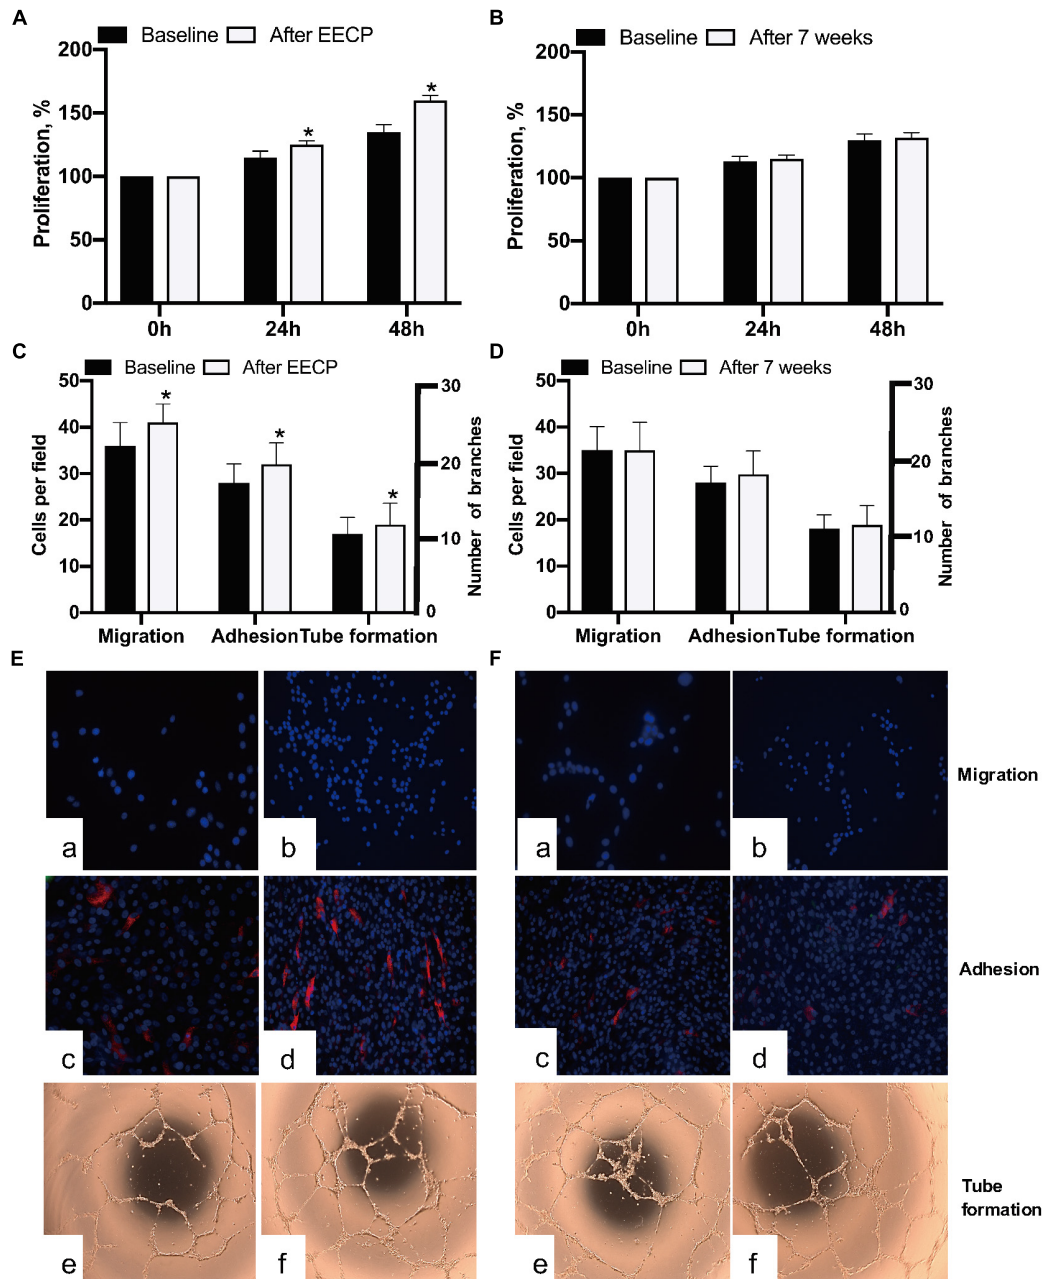 A
Baseline After EECP
200
150
100
50
0
Proliferation, %
* *
0h 24h 48h
B
Baseline After 7 weeks
200
150
100
50
0
Proliferation, %
0h 24h 48h
C
Baseline After EECP
50
40
30
20
10
0
Cells per field
* * *
30
20
10
0
Number of branches
Migration Adhesion Tube formation
D
Baseline After 7 weeks
50
40
30
20
10
0
Cells per field
30
20
10
0
Number of branches
Migration Adhesion Tube formation
E F
a b a b
Migration
c d c d
Adhesion
e f e f
Tube
formation